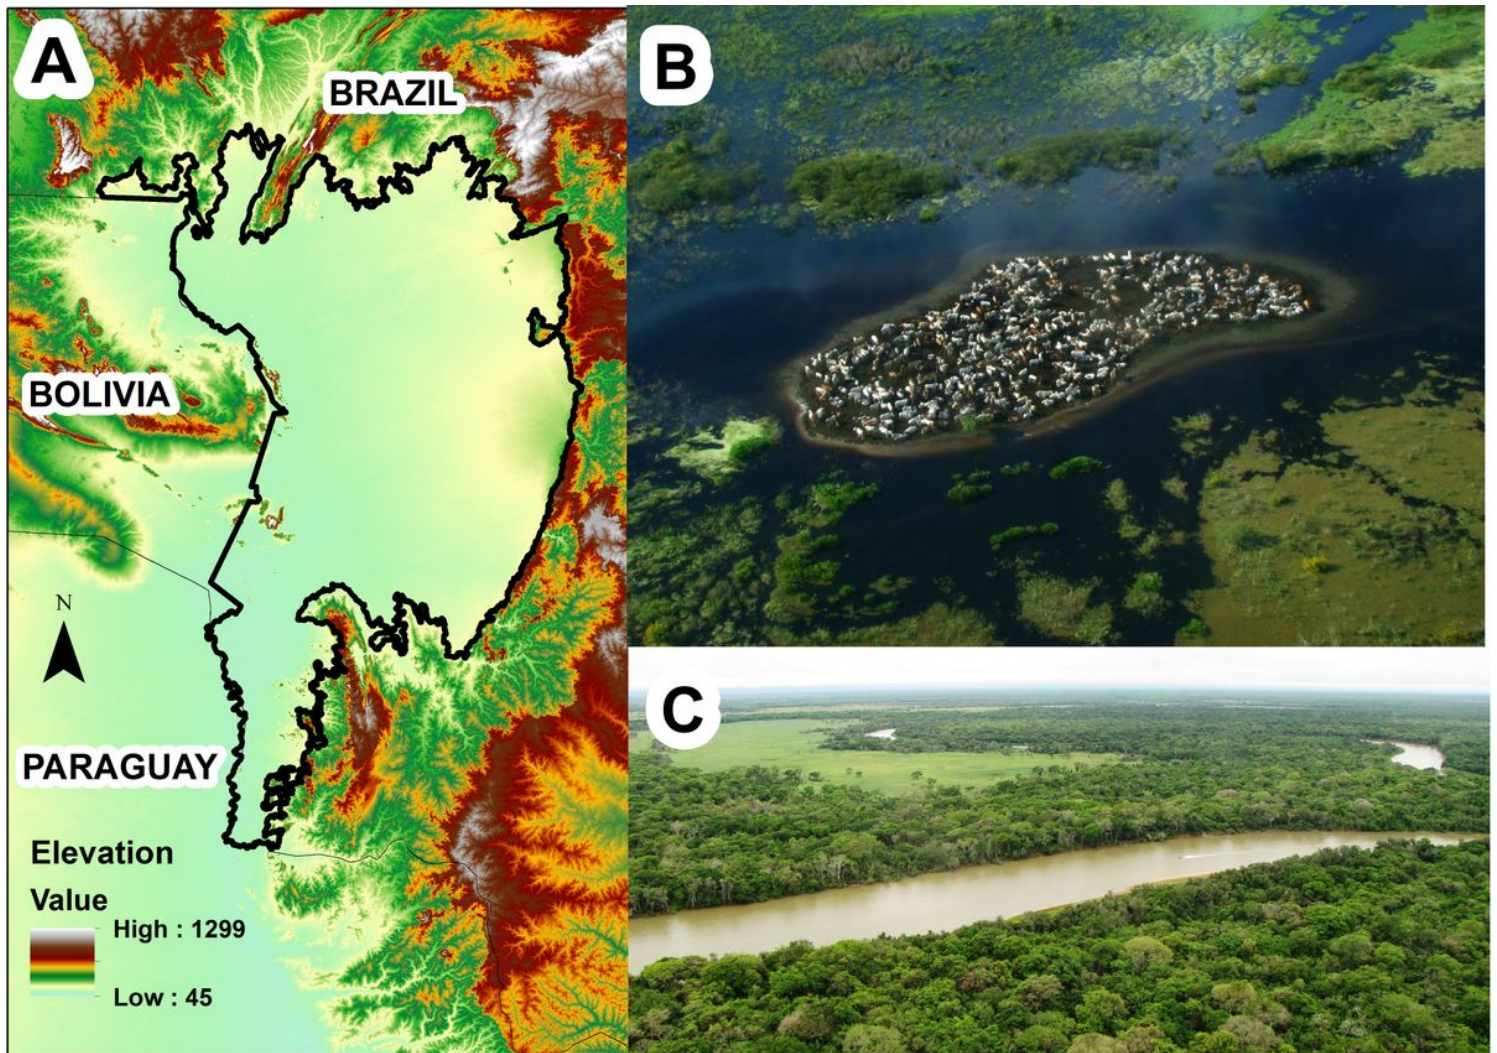 A
BRAZIL
BOLIVIA
N
PARAGUAY
Elevation
Value
High : 1299
Low : 45
B
C